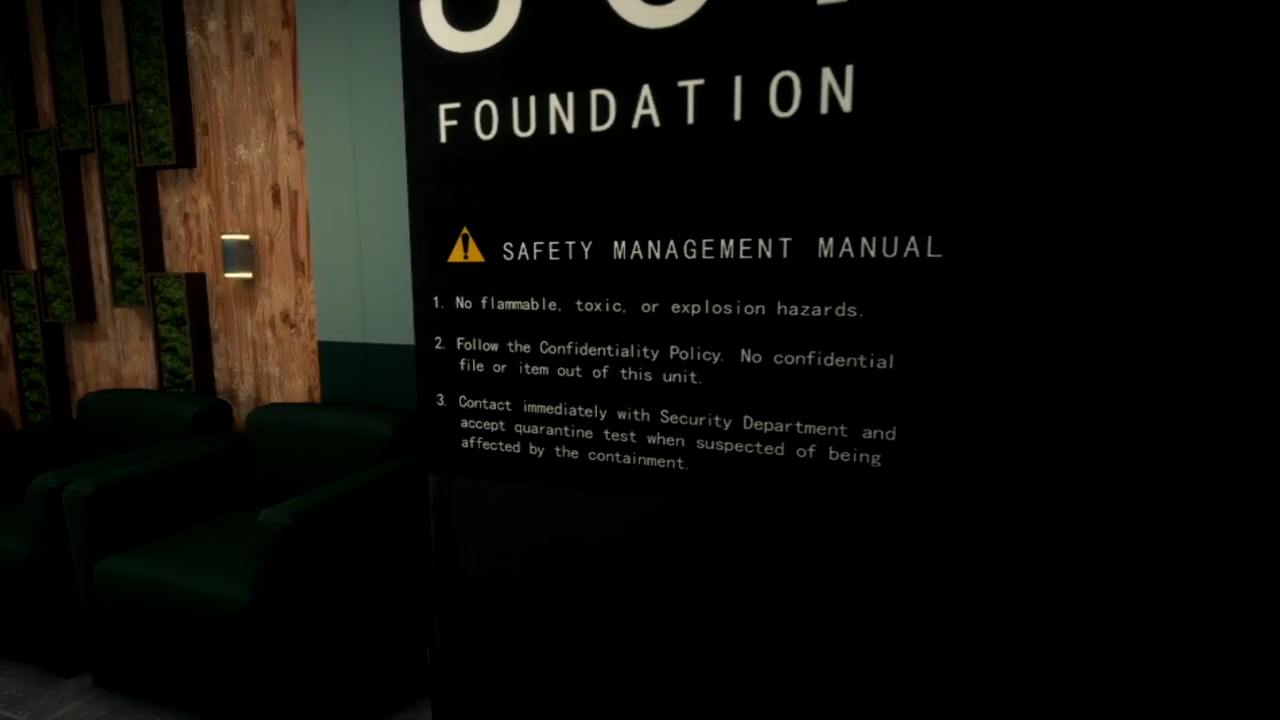 FOUNDATION
SAFETY MANAGEMENT MANUAL
1. No flammable, toxic, or explosion hazards.
2. Follow the Confidentiality Policy. No confidential
file or item out of this unit.
3. Contact immediately with Security Department and
accept quarantine test when suspected of being
affected by the containment.